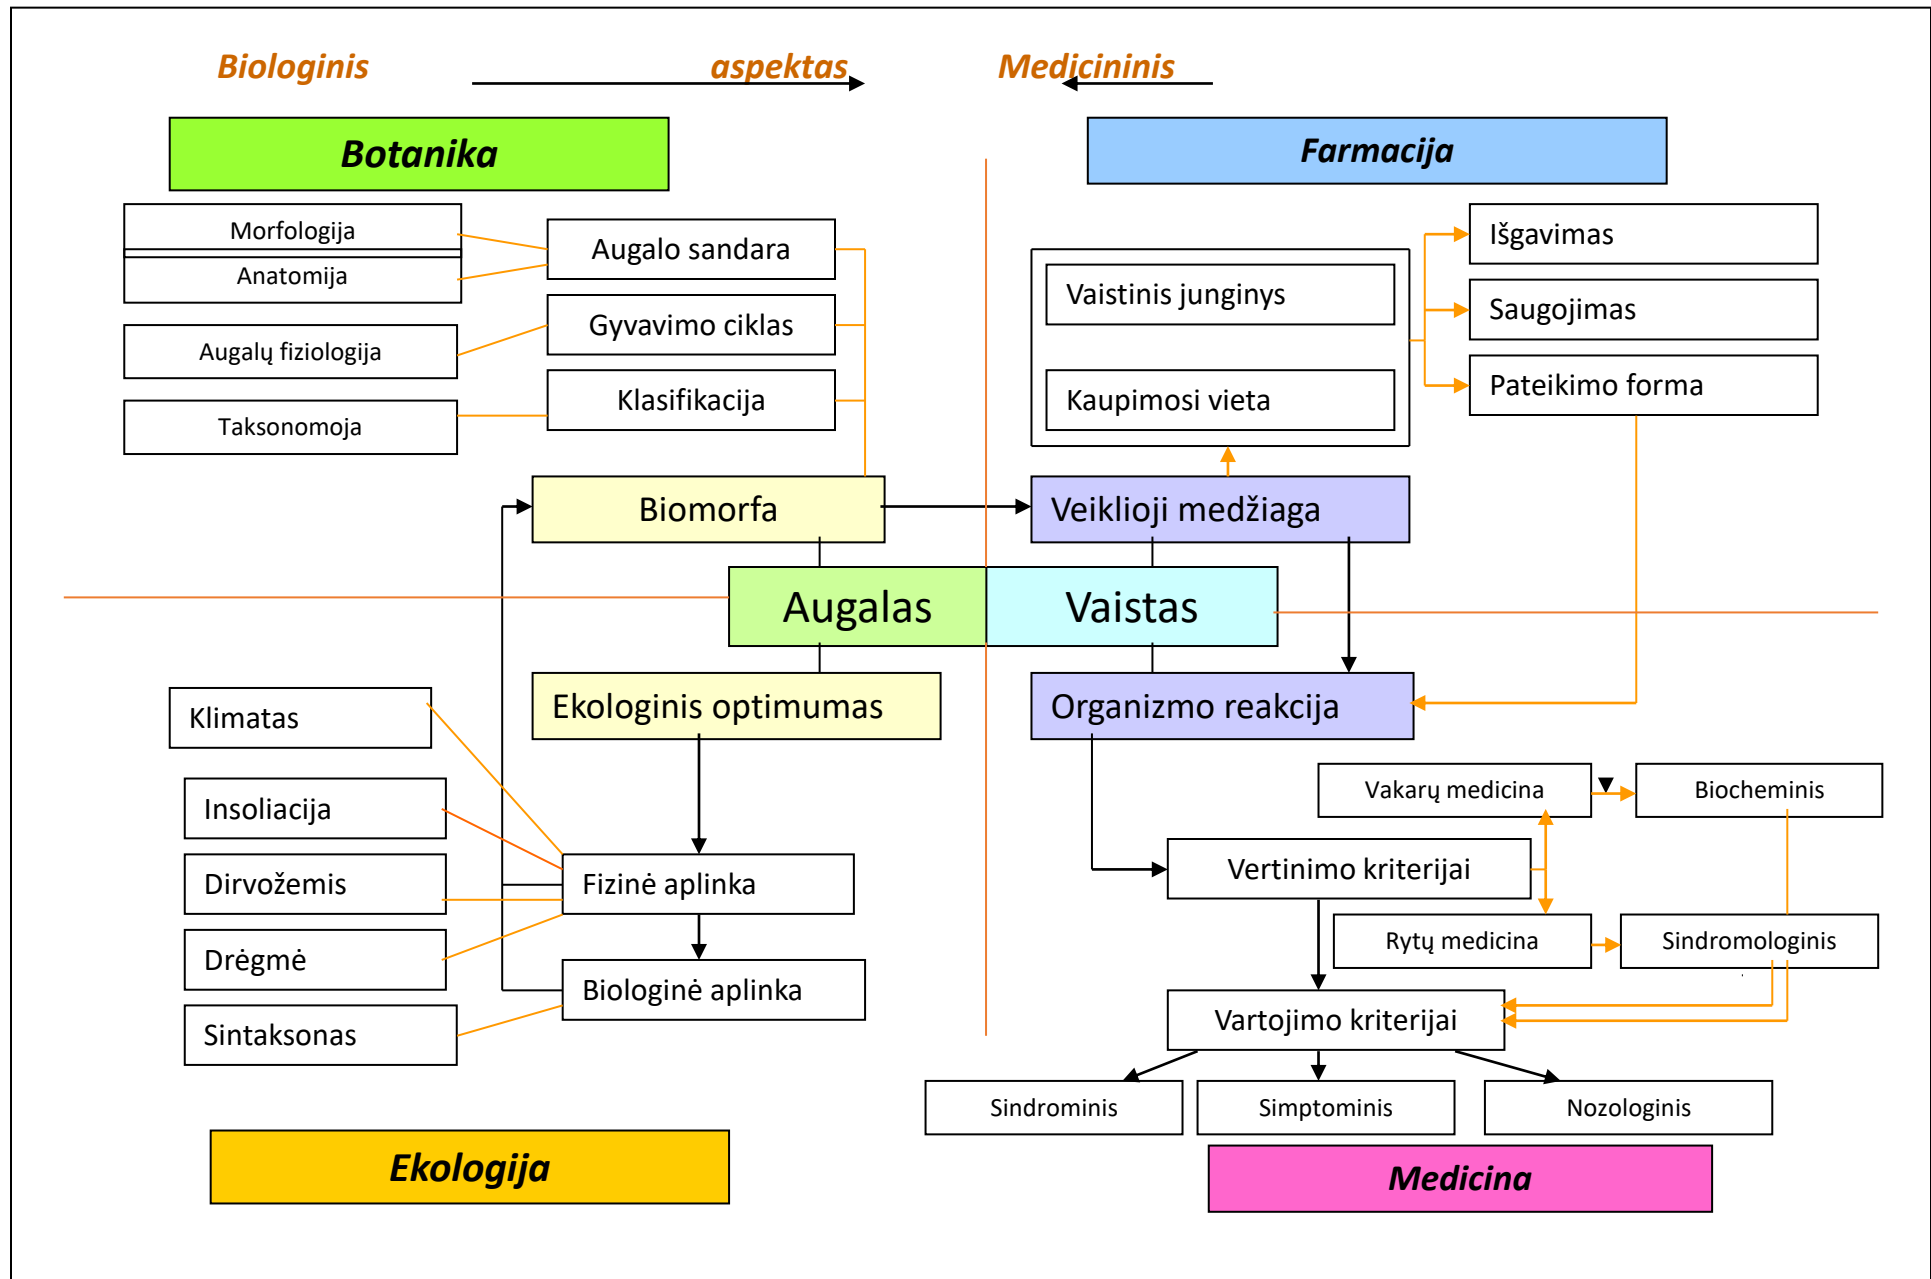 Biologinis aspektas Medicininis
Botanika
Farmacija
Morfologija
Anatomija
Augalų fiziologija
Taksonomoja
Augalo sandara
Gyvavimo ciklas
Klasifikacija
Vaistinis junginys
Kaupimosi vieta
Išgavimas
Saugojimas
Pateikimo forma
Biomorfa
Veiklioji medžiaga
Augalas
Vaistas
Ekologinis optimumas
Organizmo reakcija
Klimatas
Insoliacija
Dirvožemis
Drėgmė
Sintaksonas
Fizinė aplinka
Biologinė aplinka
Vakarų medicina
Biocheminis
Vertinimo kriterijai
Rytų medicina
Sindromologinis
Vartojimo kriterijai
Sindrominis
Simptominis
Nozologinis
Ekologija
Medicina